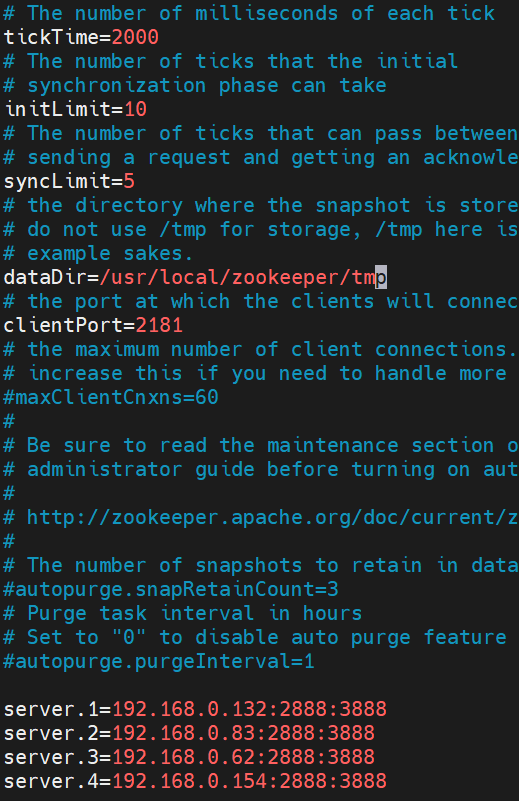 # The number of milliseconds of each tick
tickTime=2000
# The number of ticks that the initial
# synchronization phase can take
initLimit=10
# The number of ticks that can pass between
# sending a request and getting an acknowle
syncLimit=5
# the directory where the snapshot is store
# do not use /tmp for storage, /tmp here is
# example sakes.
dataDir=/usr/local/zookeeper/tmp
# the port at which the clients will connec
clientPort=2181
# the maximum number of client connections.
# increase this if you need to handle more
#maxClientCnxns=60
#
# Be sure to read the maintenance section o
# administrator guide before turning on aut
#
# http://zookeeper.apache.org/doc/current/z
#
# The number of snapshots to retain in data
#autopurge.snapRetainCount=3
# Purge task interval in hours
# Set to "0" to disable auto purge feature
#autopurge.purgeInterval=1
server.1=192.168.0.132:2888:3888
server.2=192.168.0.83:2888:3888
server.3=192.168.0.62:2888:3888
server.4=192.168.0.154:2888:3888